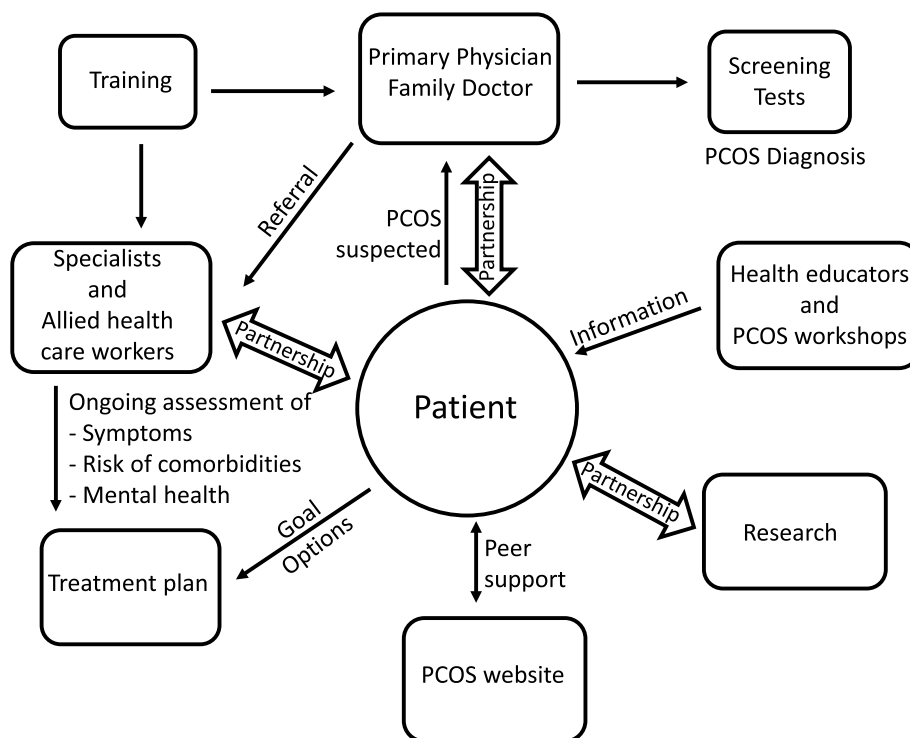 Training
Primary Physician
Family Doctor
Screening
Tests
PCOS Diagnosis
Referral
PCOS
suspected
Partnership
Specialists
and
Allied health
care workers
Partnership
Information
Health educators
and
PCOS workshops
Patient
Ongoing assessment of
- Symptoms
- Risk of comorbidities
- Mental health
Goal
Options
Partnership
Research
Treatment plan
Peer
support
PCOS website